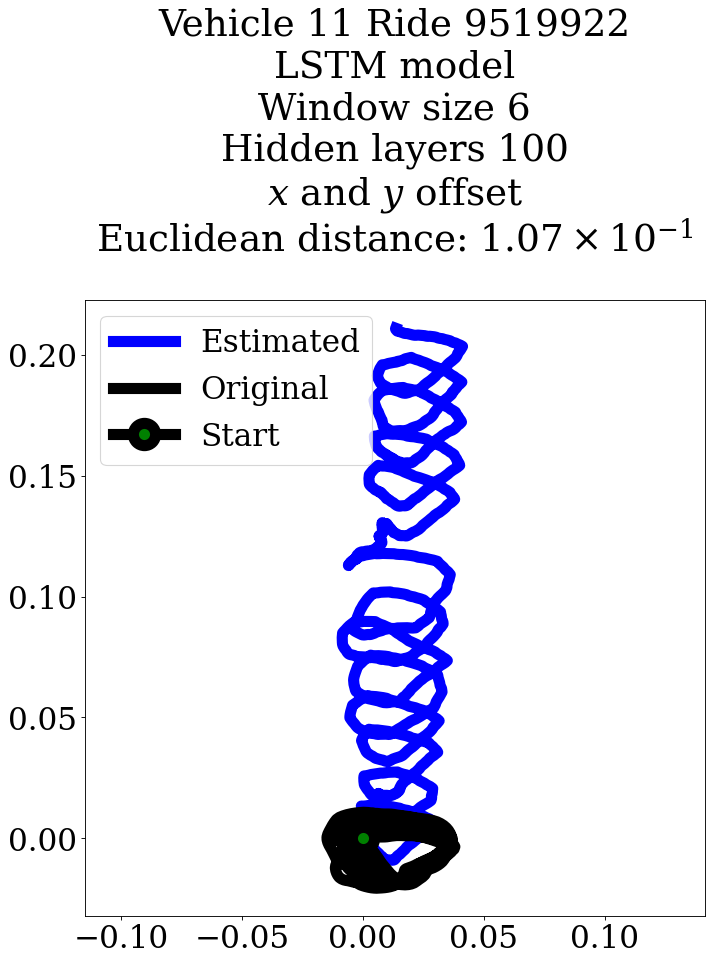 Vehicle 11 Ride 9519922
LSTM model
Window size 6
Hidden layers 100
x and y offset
Euclidean distance: 1.07 × 10⁻¹
Estimated
Original
Start
0.20
0.15
0.10
0.05
0.00
−0.10 −0.05 0.00 0.05 0.10